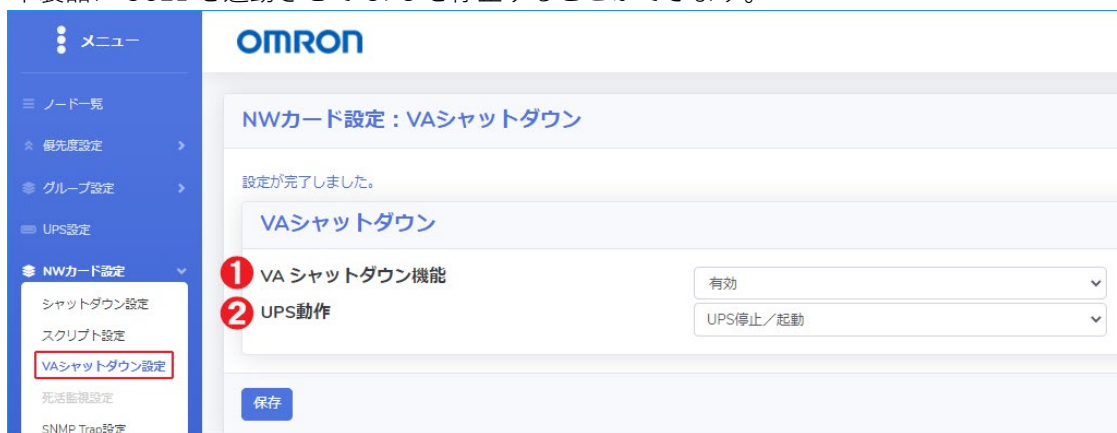 メニュー
OMRON
ノード一覧
NWカード設定：VAシャットダウン
優先度設定
グループ設定
設定が完了しました。
UPS設定
VAシャットダウン
NWカード設定
1 VA シャットダウン機能
有効
シャットダウン設定
2 UPS動作
UPS停止／起動
スクリプト設定
VAシャットダウン設定
死活監視設定
保存
SNMP Trap設定